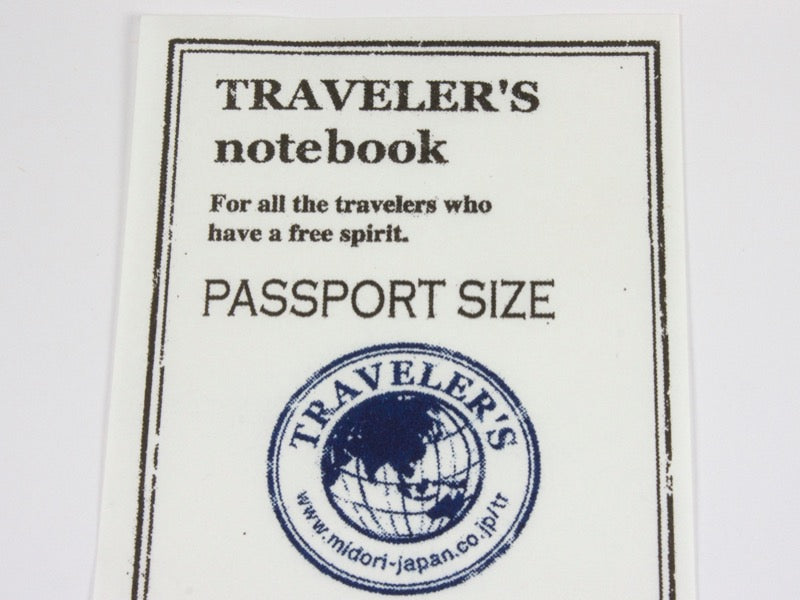 TRAVELER'S
notebook
For all the travelers who
have a free spirit.
PASSPORT SIZE
TRAVELER'S
www.midori-japan.co.jp/tr